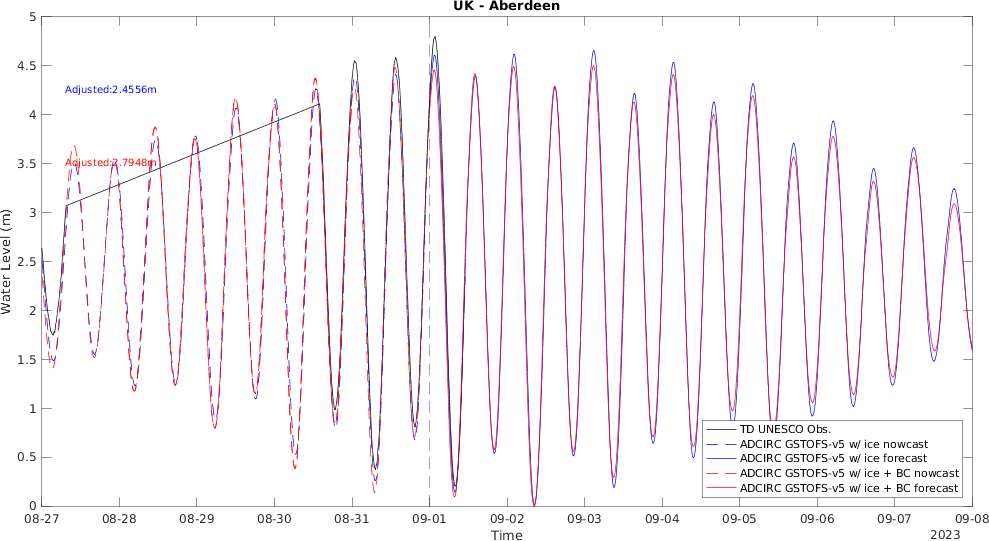 UK - Aberdeen
5
4.5
4
3.5
3
2.5
2
1.5
1
0.5
0
Water Level (m)
Adjusted:2.4556m
Adjusted:2.7948m
TD UNESCO Obs.
ADCIRC GSTOFS-v5 w/ ice nowcast
ADCIRC GSTOFS-v5 w/ ice forecast
ADCIRC GSTOFS-v5 w/ ice + BC nowcast
ADCIRC GSTOFS-v5 w/ ice + BC forecast
08-27 08-28 08-29 08-30 08-31 09-01 09-02 09-03 09-04 09-05 09-06 09-07 09-08
Time
2023